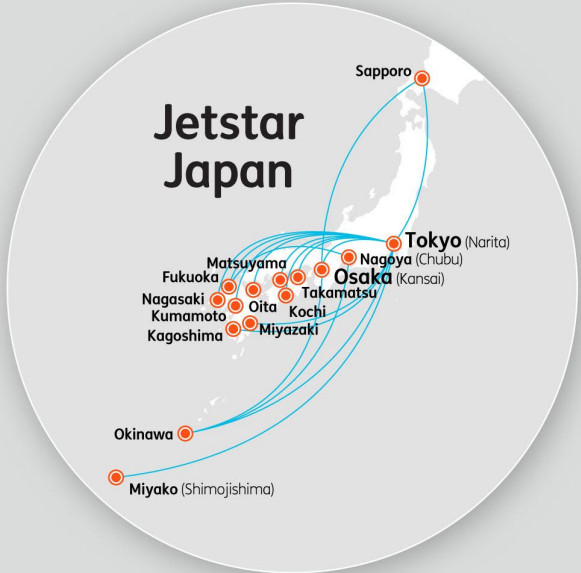 Sapporo
Jetstar
Japan
Tokyo (Narita)
Nagoya (Chubu)
Matsuyama
Osaka (Kansai)
Fukuoka
Takamatsu
Nagasaki
Oita
Kochi
Kumamoto
Miyazaki
Kagoshima
Okinawa
Miyako (Shimojishima)